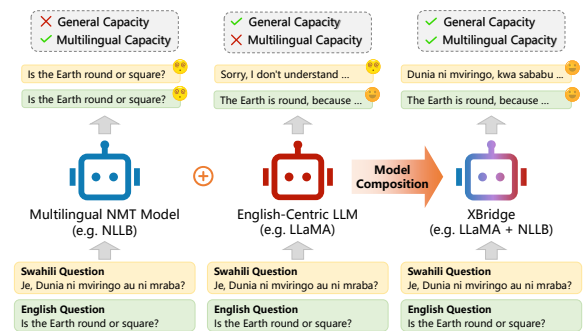 General Capacity
Multilingual Capacity
General Capacity
Multilingual Capacity
General Capacity
Multilingual Capacity
Is the Earth round or square?
Is the Earth round or square?
Sorry, I don't understand ...
The Earth is round, because ...
Dunia ni mviringo, kwa sababu ...
The Earth is round, because ...
Model
Composition
Multilingual NMT Model
(e.g. NLLB)
English-Centric LLM
(e.g. LLaMA)
XBridge
(e.g. LLaMA + NLLB)
Swahili Question
Je, Dunia ni mviringo au ni mraba?
English Question
Is the Earth round or square?
Swahili Question
Je, Dunia ni mviringo au ni mraba?
English Question
Is the Earth round or square?
Swahili Question
Je, Dunia ni mviringo au ni mraba?
English Question
Is the Earth round or square?